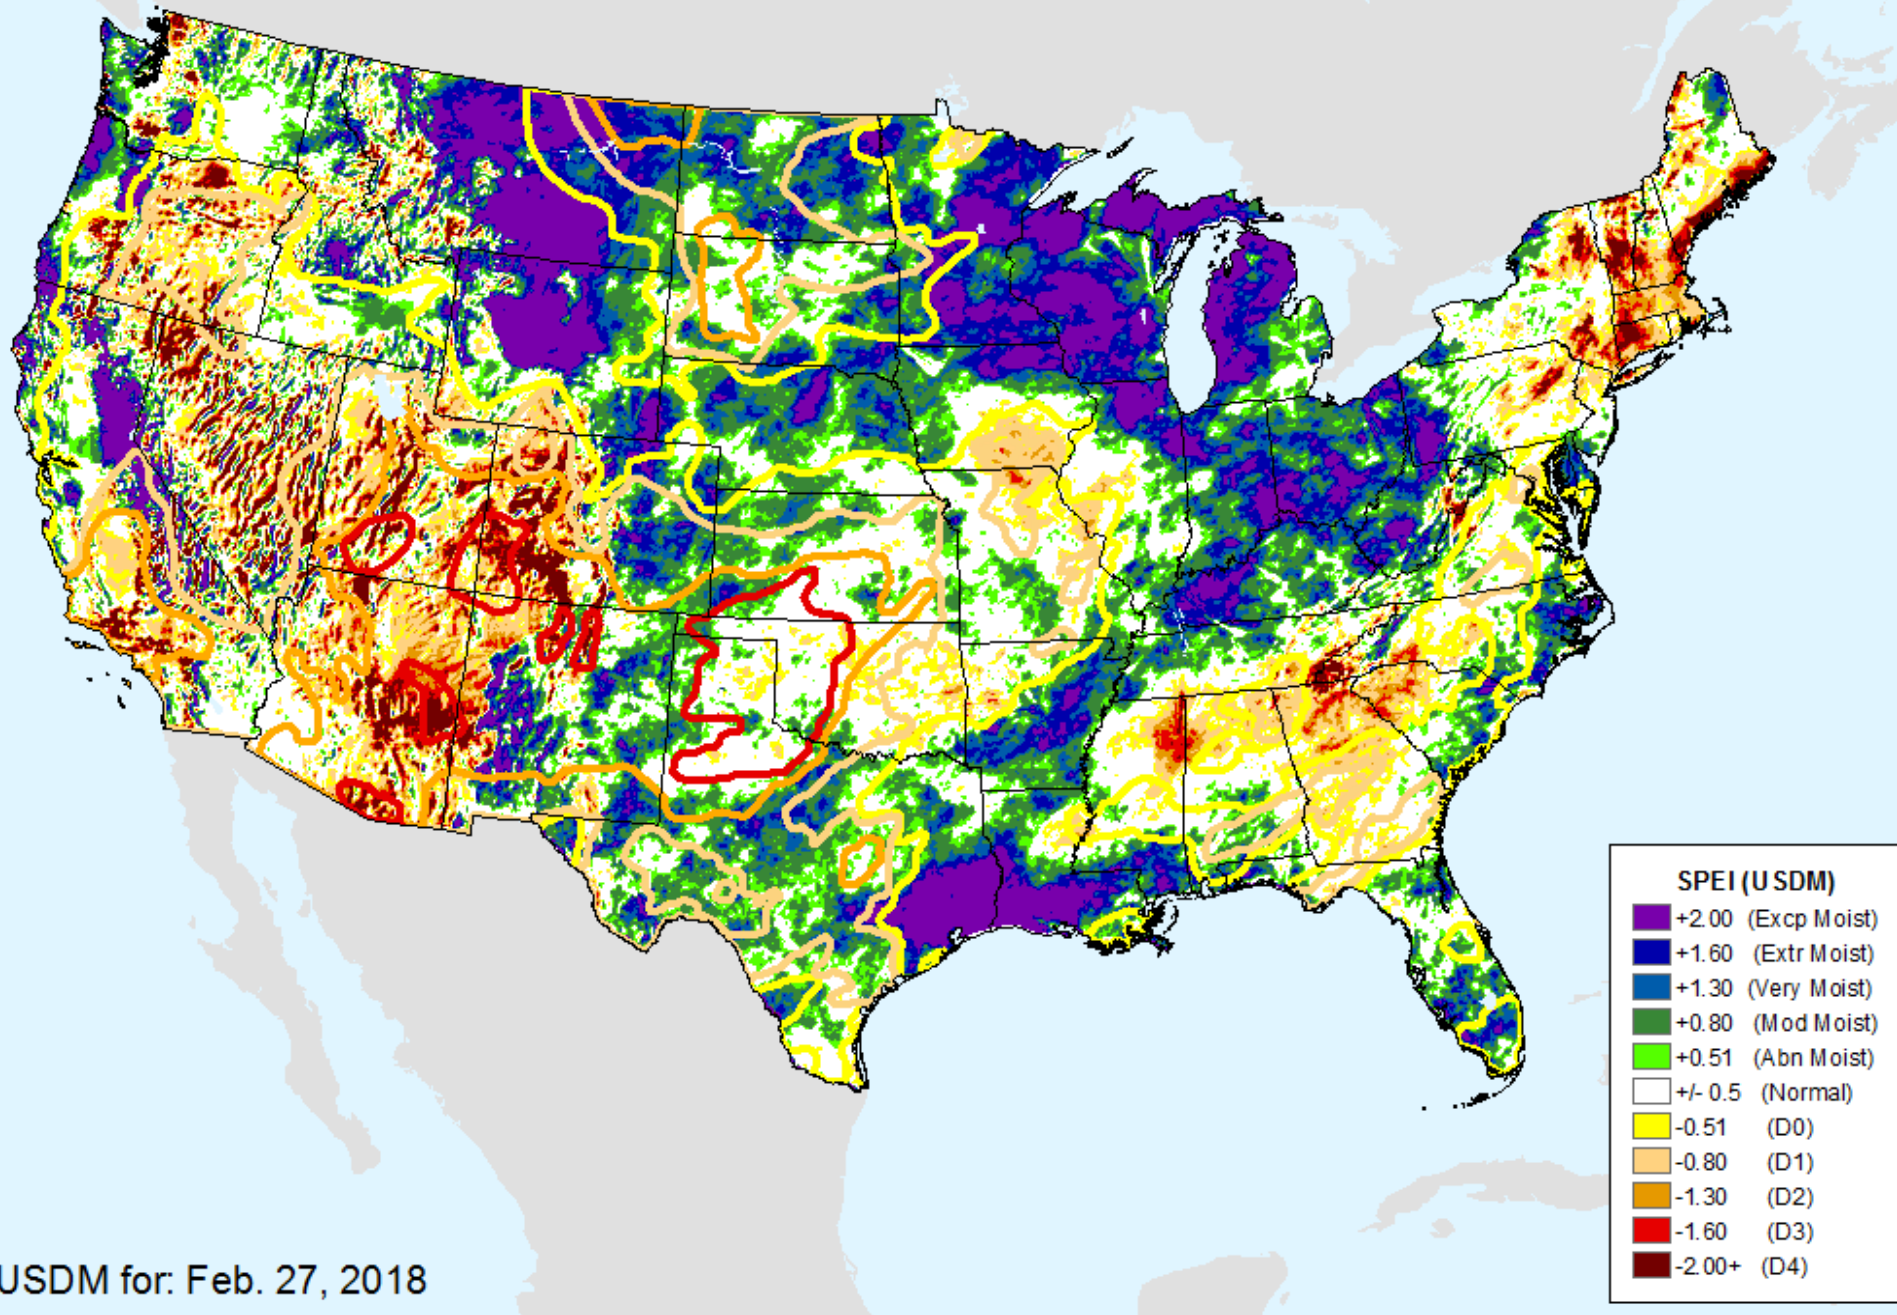 SPEI (USDM)
+2.00 (Excp Moist)
+1.60 (Extr Moist)
+1.30 (Very Moist)
+0.80 (Mod Moist)
+0.51 (Abn Moist)
+/- 0.5 (Normal)
-0.51 (D0)
-0.80 (D1)
-1.30 (D2)
-1.60 (D3)
-2.00+ (D4)
USDM for: Feb. 27, 2018